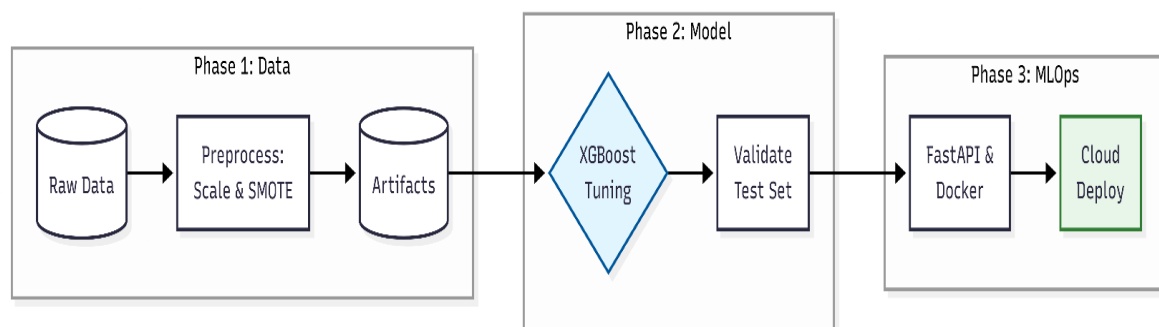 Phase 1: Data
Raw Data
Preprocess:
Scale & SMOTE
Artifacts
Phase 2: Model
XGBoost
Tuning
Validate
Test Set
Phase 3: MLOps
FastAPI &
Docker
Cloud
Deploy